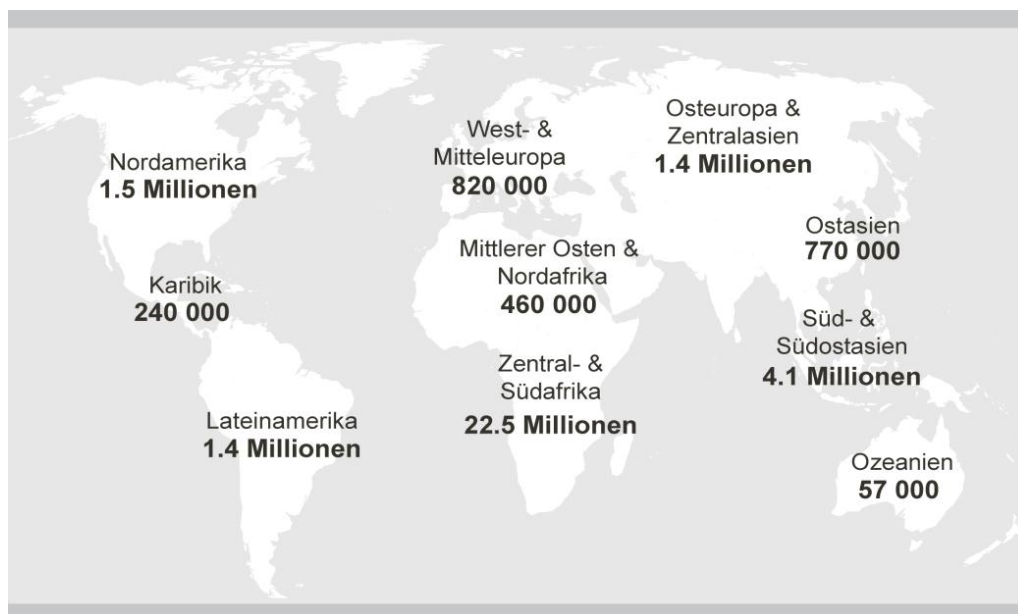 Nordamerika
1.5 Millionen
Karibik
240 000
Lateinamerika
1.4 Millionen
West- &
Mitteleuropa
820 000
Mittlerer Osten &
Nordafrika
460 000
Zentral- &
Südafrika
22.5 Millionen
Osteuropa &
Zentralasien
1.4 Millionen
Ostasien
770 000
Süd- &
Südostasien
4.1 Millionen
Ozeanien
57 000